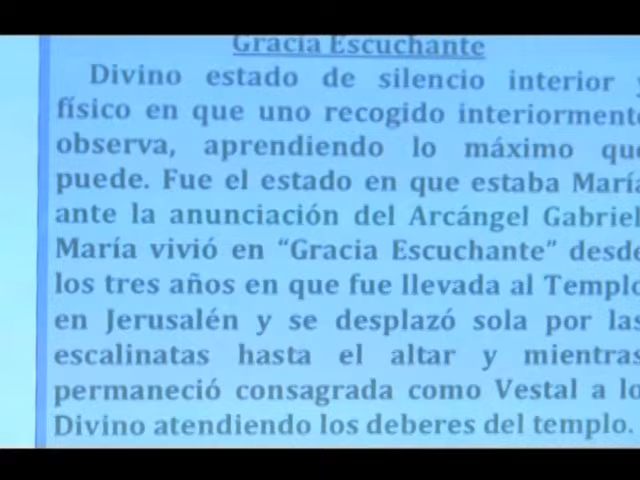 Gracia Escuchante
Divino estado de silencio interior
físico en que uno recogido interiormente
observa, aprendiendo lo máximo que
puede. Fue el estado en que estaba María
ante la anunciación del Arcángel Gabriel
María vivió en “Gracia Escuchante” desde
los tres años en que fue llevada al Templo
en Jerusalén y se desplazó sola por las
escalinatas hasta el altar y mientras
permaneció consagrada como Vestal a lo
Divino atendiendo los deberes del templo.